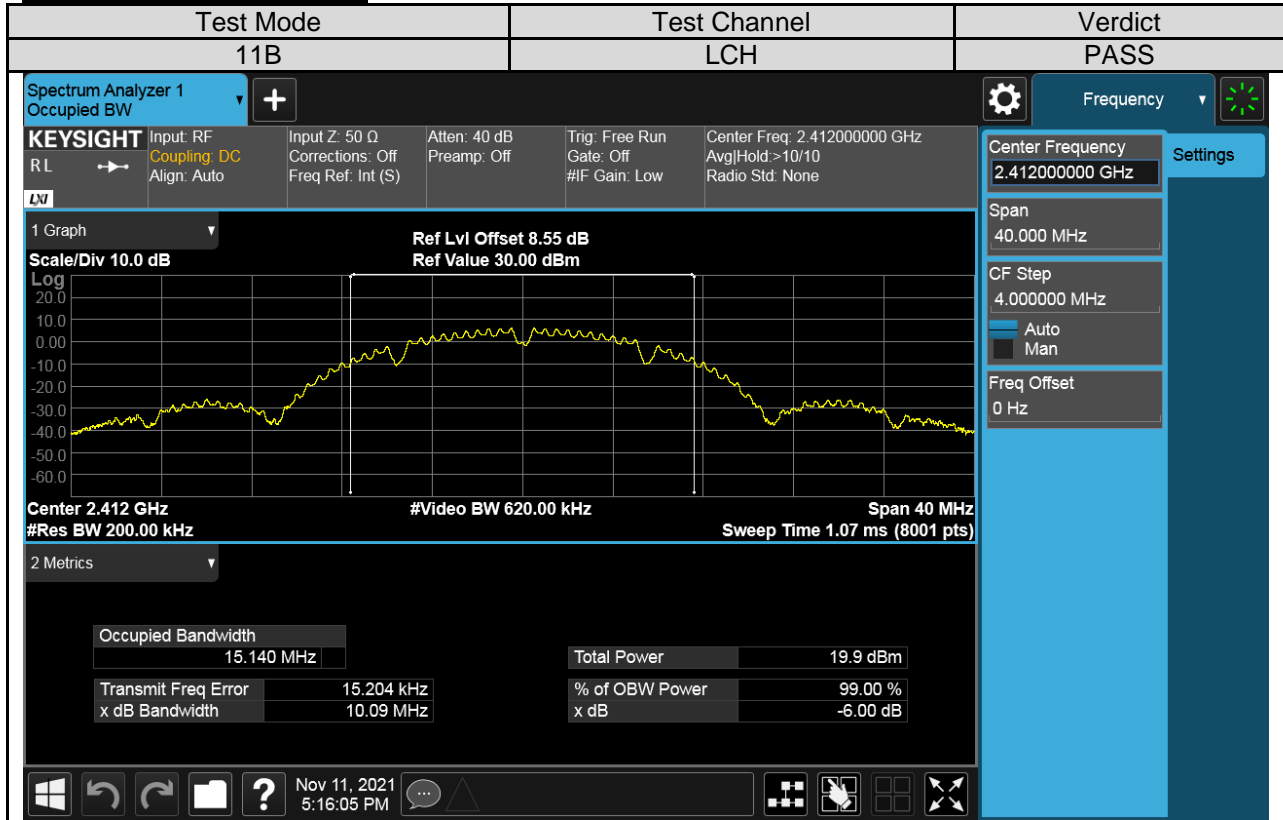 Test Mode Test Channel Verdict
11B LCH PASS
Spectrum Analyzer 1
Occupied BW
Frequency
KEYSIGHT Input: RF Input Z: 50 Ω Atten: 40 dB Trig: Free Run Center Freq: 2.412000000 GHz
RL Coupling: DC Corrections: Off Preamp: Off Gate: Off Avg|Hold:>10/10
Align: Auto Freq Ref: Int (S) #IF Gain: Low Radio Std: None
LXI
Center Frequency
2.412000000 GHz
Settings
Span
40.000 MHz
CF Step
4.000000 MHz
Auto
Man
Freq Offset
0 Hz
1 Graph
Ref Lvl Offset 8.55 dB
Scale/Div 10.0 dB Ref Value 30.00 dBm
Log
20.0
10.0
0.00
-10.0
-20.0
-30.0
-40.0
-50.0
-60.0
Center 2.412 GHz #Video BW 620.00 kHz Span 40 MHz
#Res BW 200.00 kHz Sweep Time 1.07 ms (8001 pts)
2 Metrics
Occupied Bandwidth
15.140 MHz Total Power 19.9 dBm
Transmit Freq Error 15.204 kHz % of OBW Power 99.00 %
x dB Bandwidth 10.09 MHz x dB -6.00 dB
? Nov 11, 2021
5:16:05 PM